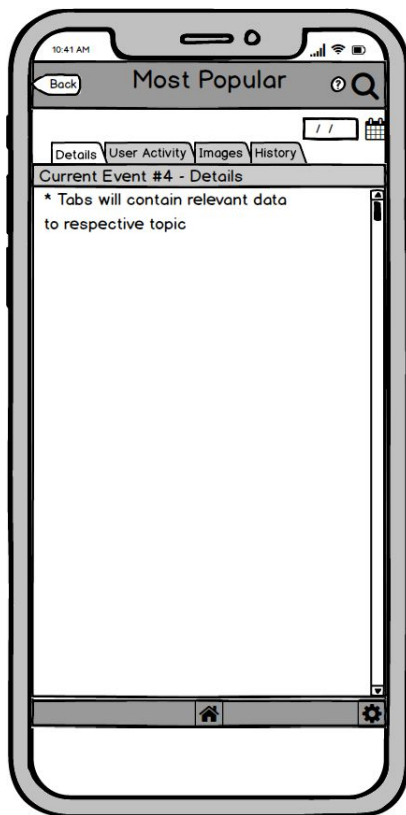 10:41 AM
Back Most Popular ?
/ /
Details User Activity Images History
Current Event #4 - Details
* Tabs will contain relevant data
to respective topic